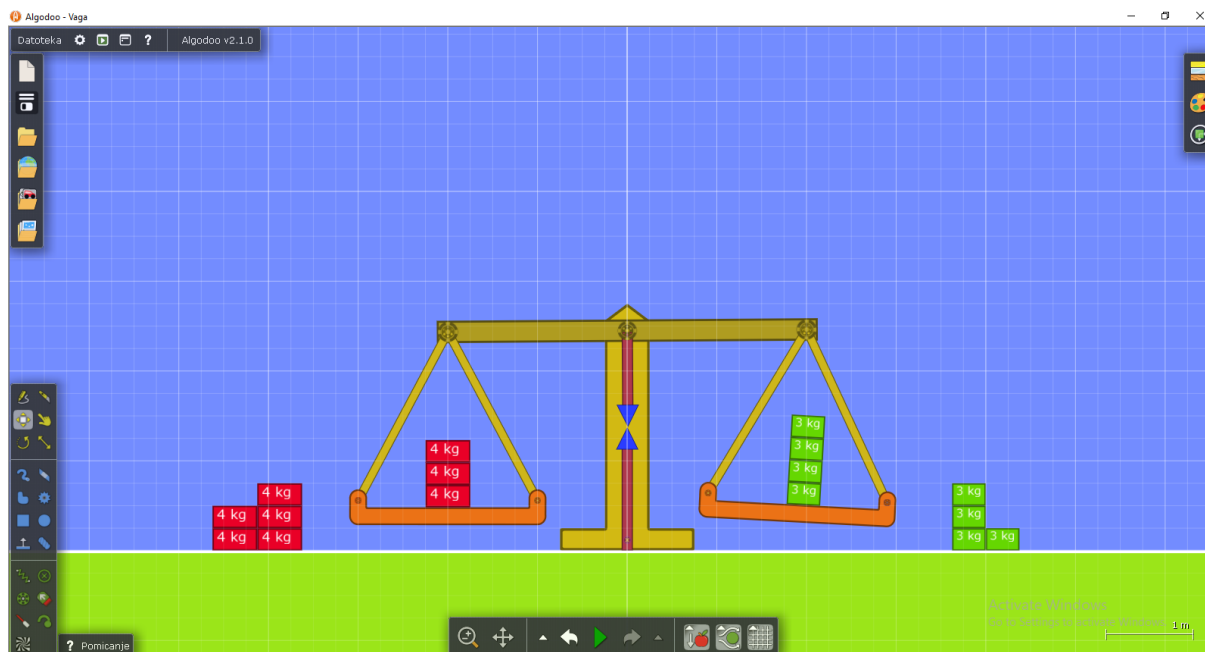 Algodoo - Vaga
Datoteka ? Algodoo v2.1.0
3 kg
3 kg
3 kg
3 kg
4 kg
4 kg
4 kg
4 kg
4 kg 4 kg
4 kg 4 kg
3 kg
3 kg
3 kg 3 kg
Activate Windows
Go to Settings to activate Windows.
1 m
? Pomicanje